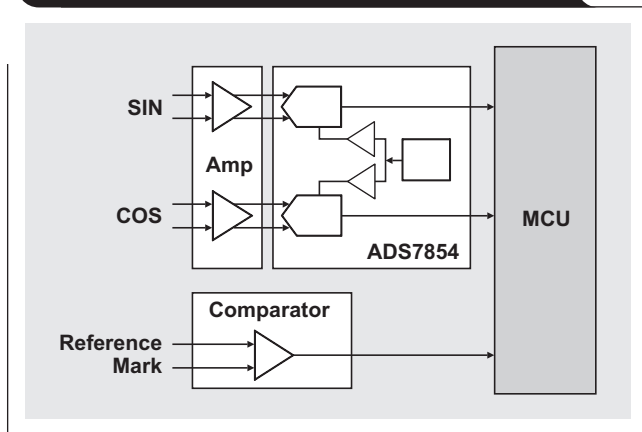 SIN
Amp
COS
MCU
ADS7854
Comparator
Reference
Mark